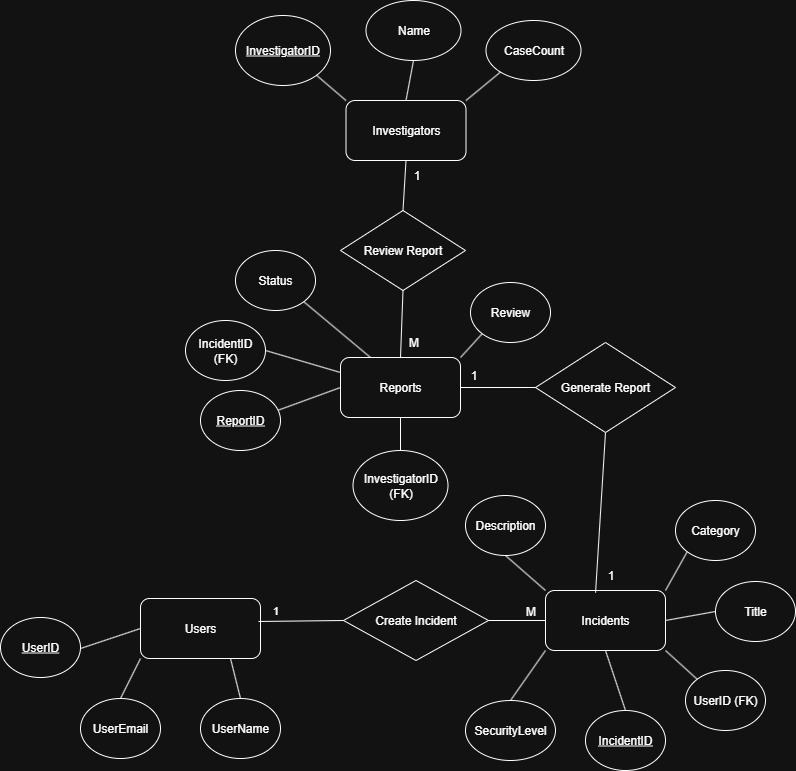 Name
InvestigatorID
CaseCount
Investigators
1
Review Report
Status
Review
IncidentID
(FK)
M
1
Reports
Generate Report
ReportID
InvestigatorID
(FK)
Description
Category
1
Title
1
M
Users
Create Incident
Incidents
UserID
UserID (FK)
UserEmail
UserName
SecurityLevel
IncidentID